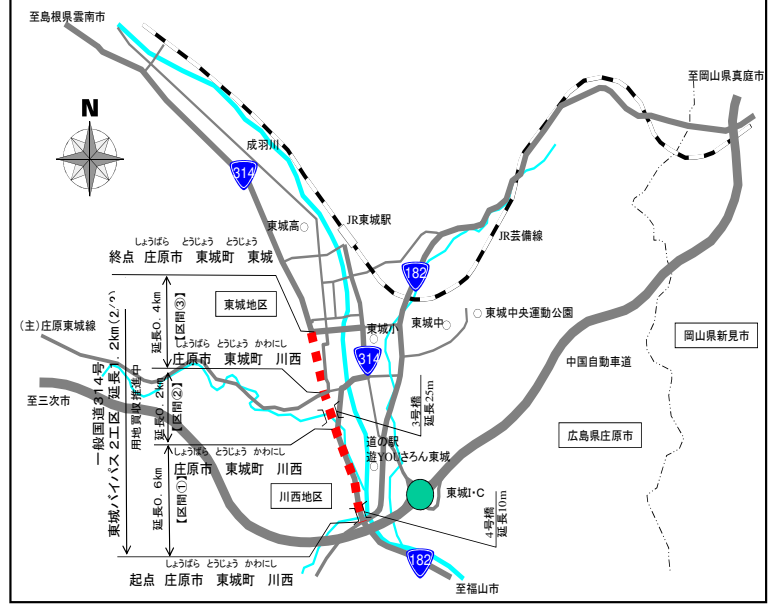 至島根県雲南市
至岡山県真庭市
N
成羽川
314
東城高
JR東城駅
しょうばら とうじょう とうじょう
終点 庄原市 東城町 東城
JR芸備線
182
東城地区
東城中央運動公園
東城小
東城中
岡山県新見市
(主)庄原東城線
延長0.4km
【区間③】
しょうばら とうじょう かわにし
庄原市 東城町 川西
314
中国自動車道
至三次市
一般国道314号
東城バイパス 2工区 延長1.2km(2/2)
用地買収推進中
延長0.2km
【区間②】
3号橋
延長25m
広島県庄原市
道の駅
遊YOUさろん東城
しょうばら とうじょう かわにし
庄原市 東城町 川西
延長0.6km
【区間①】
川西地区
東城I・C
4号橋
延長10m
しょうばら とうじょう かわにし
起点 庄原市 東城町 川西
182
至福山市